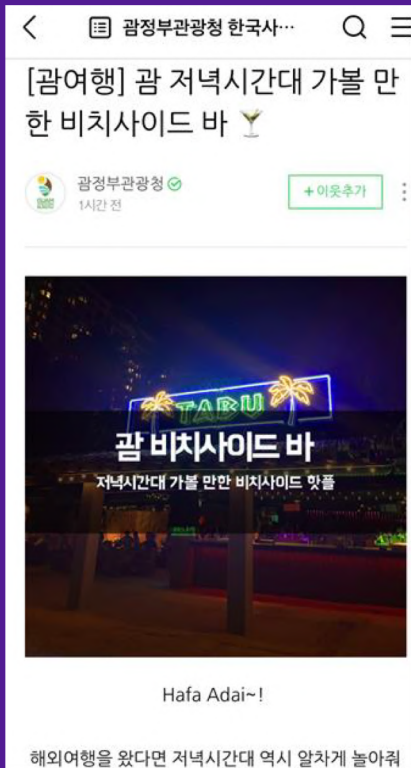 괌정부관광청 한국사…
[괌여행] 괌 저녁시간대 가볼 만
한 비치사이드 바 🍸
괌정부관광청
1시간 전
+이웃추가
TABU
괌 비치사이드 바
저녁시간대 가볼 만한 비치사이드 핫플
Hafa Adai~!
해외여행을 왔다면 저녁시간대 역시 알차게 놀아줘